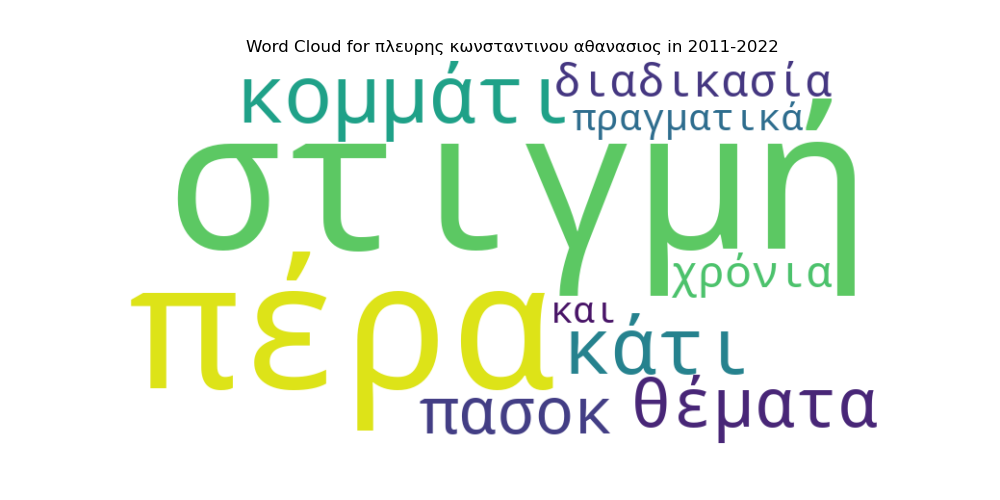 Word Cloud for πλευρης κωνσταντινου αθανασιος in 2011-2022
κομμάτι
διαδικασία
πραγματικά
στιγμή
χρόνια
πέρα
και
κάτι
θέματα
πασοκ